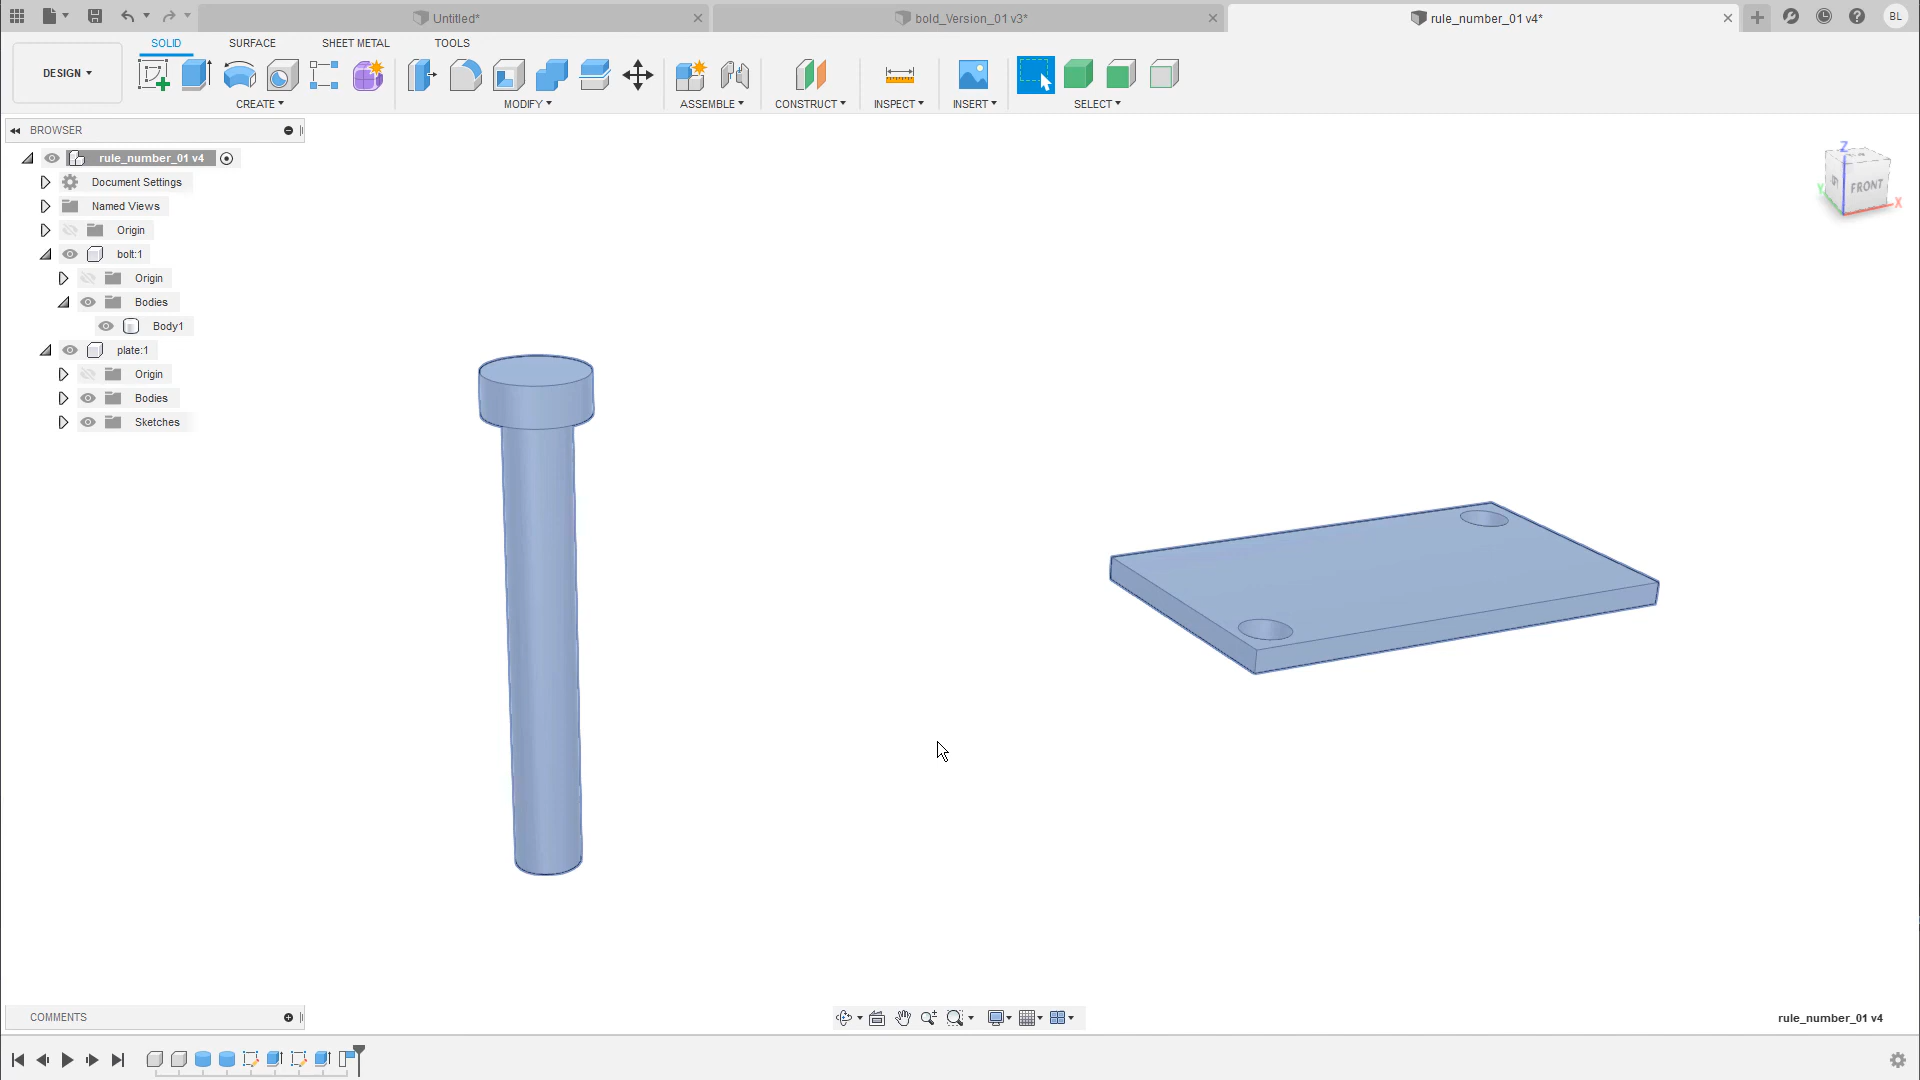 Untitled*
bold_Version_01 v3*
rule_number_01 v4*
BL
DESIGN
SOLID
SURFACE
SHEET METAL
TOOLS
CREATE
MODIFY
ASSEMBLE
CONSTRUCT
INSPECT
INSERT
SELECT
BROWSER
rule_number_01 v4
Document Settings
Named Views
Origin
bolt:1
Origin
Bodies
Body1
plate:1
Origin
Bodies
Sketches
Z
FRONT
Y
X
COMMENTS
rule_number_01 v4